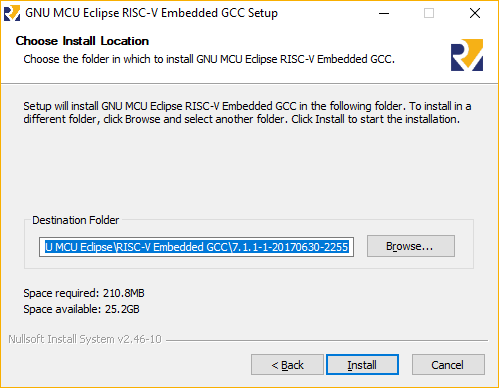 GNU MCU Eclipse RISC-V Embedded GCC Setup
Choose Install Location
Choose the folder in which to install GNU MCU Eclipse RISC-V Embedded GCC.
Setup will install GNU MCU Eclipse RISC-V Embedded GCC in the following folder. To install in a
different folder, click Browse and select another folder. Click Install to start the installation.
Destination Folder
U MCU Eclipse\RISC-V Embedded GCC\7.1.1-1-20170630-2255
Browse...
Space required: 210.8MB
Space available: 25.2GB
Nullsoft Install System v2.46-10
< Back
Install
Cancel